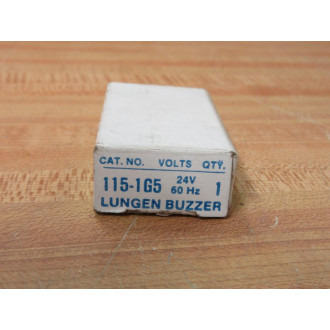 CAT. NO. VOLTS QTY.
115-1G5 24V 60 Hz 1
LUNGEN BUZZER